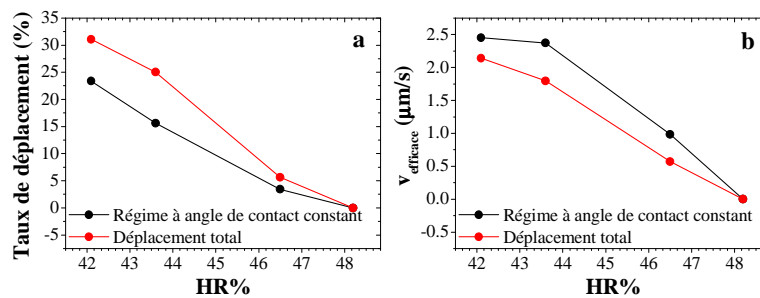 35
30
25
20
15
10
5
0
-5
Taux de déplacement (%)
a
Régime à angle de contact constant
Déplacement total
42 43 44 45 46 47 48
HR%
2.5
2.0
1.5
1.0
0.5
0.0
-0.5
v efficace (µm/s)
b
Régime à angle de contact constant
Déplacement total
42 43 44 45 46 47 48
HR%